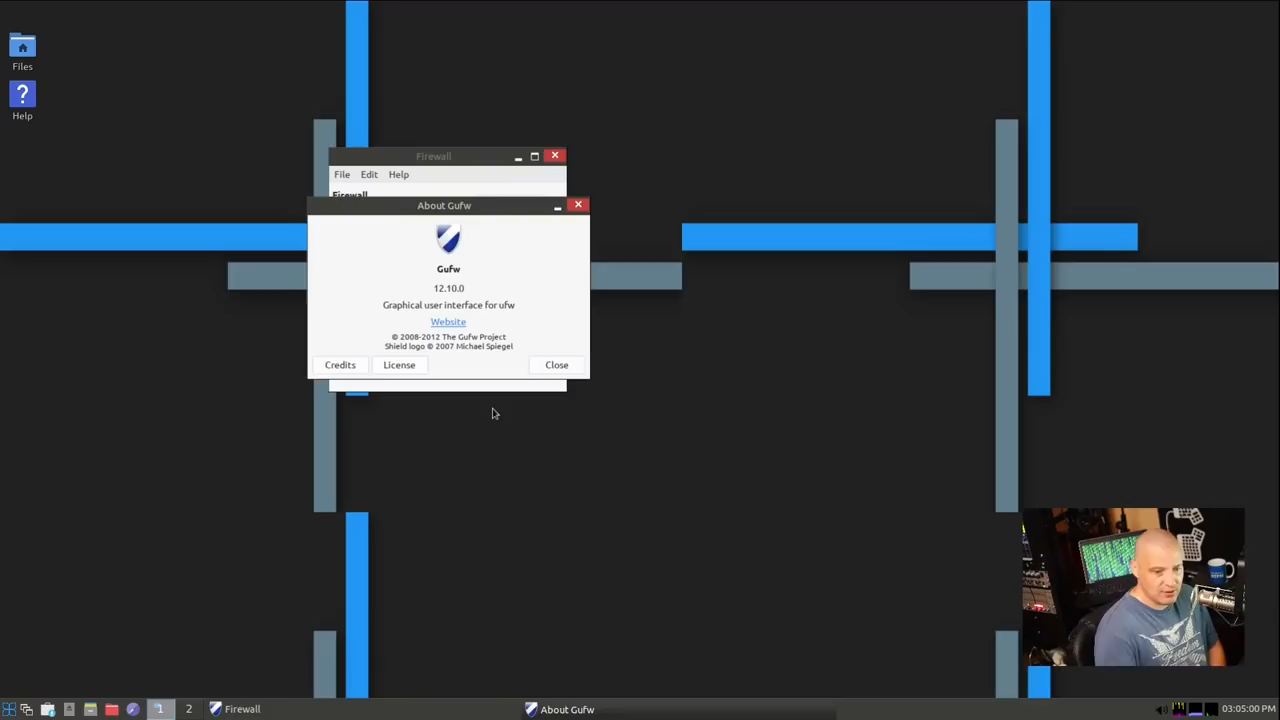 Files
Help
Firewall
File Edit Help
Firewall
About Gufw
Gufw
12.10.0
Graphical user interface for ufw
Website
© 2008-2012 The Gufw Project
Shield logo © 2007 Michael Spiegel
Credits License Close
1 2 Firewall About Gufw 03:05:00 PM